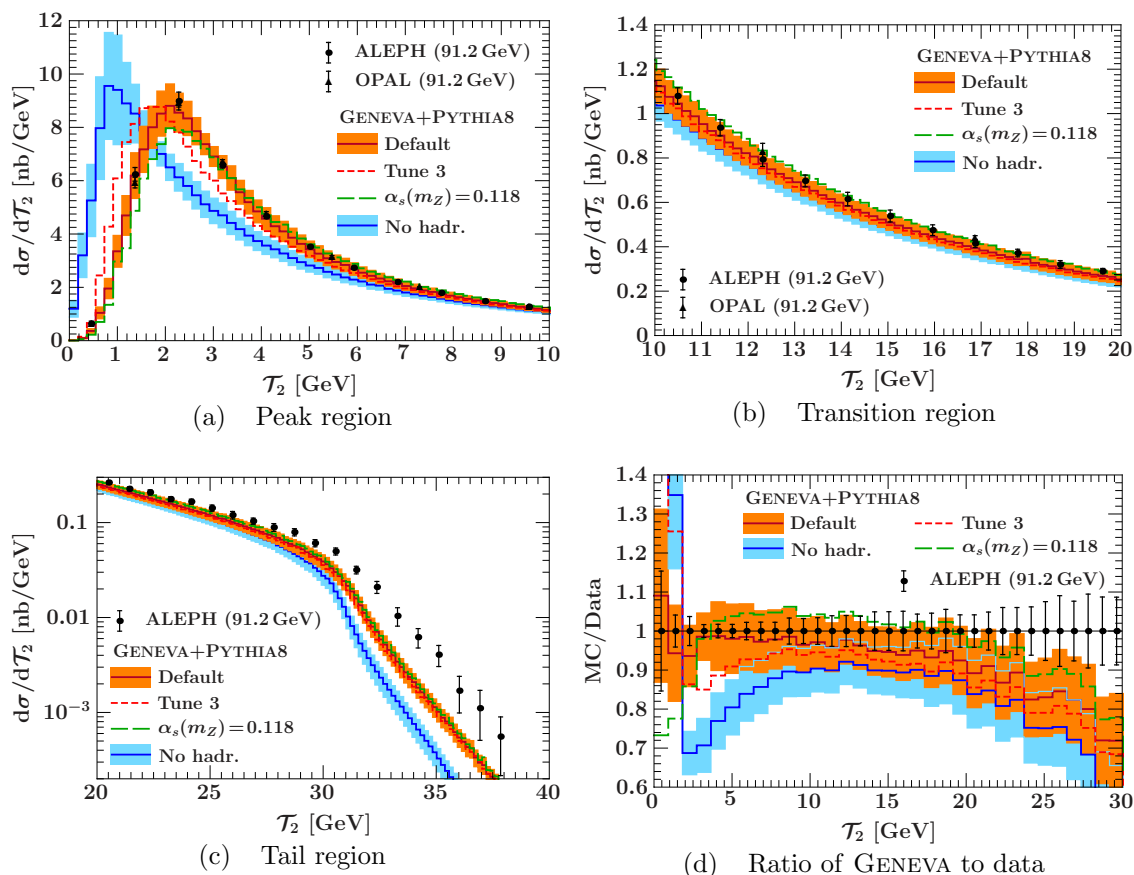 dσ/d𝒯₂ [nb/GeV]
12
10
8
6
4
2
0
ALEPH (91.2 GeV)
OPAL (91.2 GeV)
GENEVA+PYTHIA8
Default
Tune 3
αₛ(m_Z)=0.118
No hadr.
0 1 2 3 4 5 6 7 8 9 10
𝒯₂ [GeV]
(a) Peak region
dσ/d𝒯₂ [nb/GeV]
1.4
1.2
1
0.8
0.6
0.4
0.2
0
GENEVA+PYTHIA8
Default
Tune 3
αₛ(m_Z)=0.118
No hadr.
ALEPH (91.2 GeV)
OPAL (91.2 GeV)
10 11 12 13 14 15 16 17 18 19 20
𝒯₂ [GeV]
(b) Transition region
dσ/d𝒯₂ [nb/GeV]
0.1
0.01
10⁻³
ALEPH (91.2 GeV)
GENEVA+PYTHIA8
Default
Tune 3
αₛ(m_Z)=0.118
No hadr.
20 25 30 35 40
𝒯₂ [GeV]
(c) Tail region
MC/Data
1.4
1.3
1.2
1.1
1
0.9
0.8
0.7
0.6
GENEVA+PYTHIA8
Default
Tune 3
No hadr.
αₛ(m_Z)=0.118
ALEPH (91.2 GeV)
0 5 10 15 20 25 30
𝒯₂ [GeV]
(d) Ratio of GENEVA to data